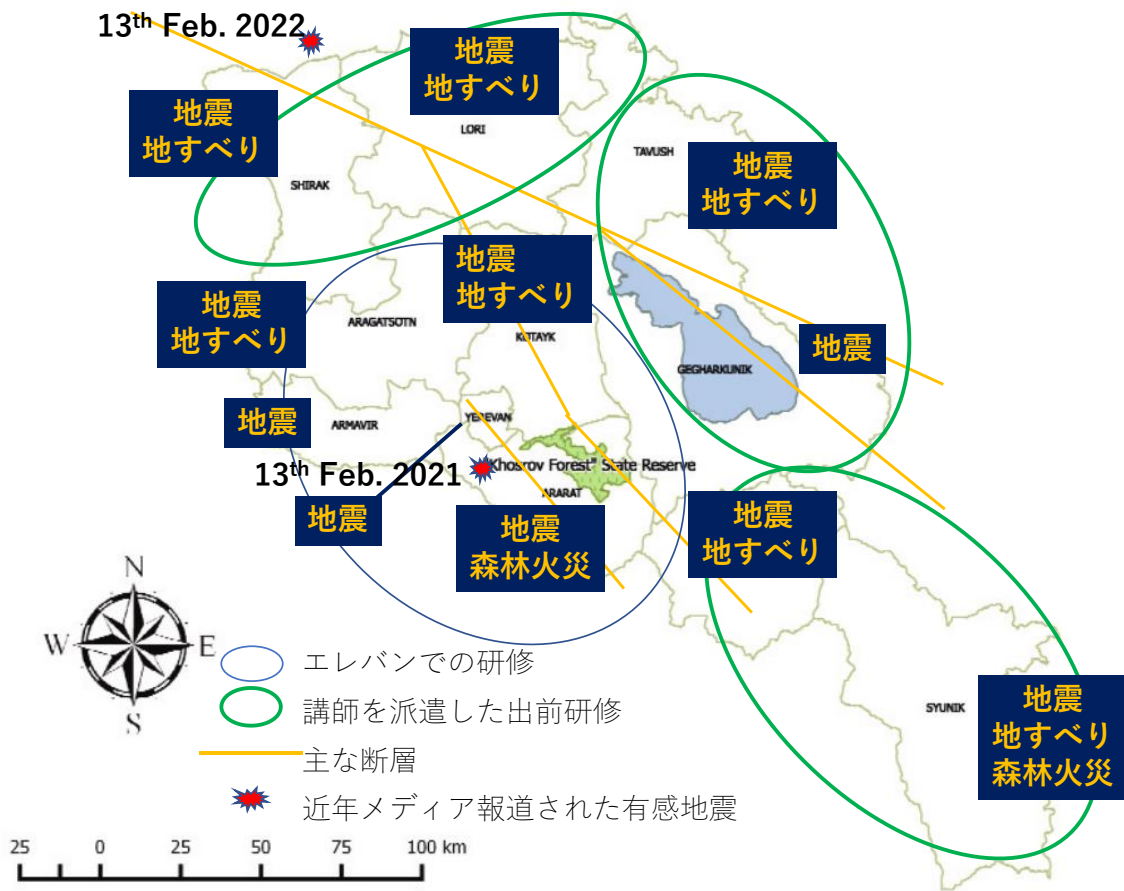 13th Feb. 2022
地震
地すべり
LORI
地震
地すべり
TAVUSH
地震
地すべり
SHIRAK
地震
地すべり
地震
地すべり
ARAGATSOTN
KOTAYK
地震
GEGHARKUNIK
地震
ARMAVIR
YEREVAN
13th Feb. 2021
"Khosrov Forest" State Reserve
ARARAT
地震
地震
森林火災
地震
地すべり
SYUNIK
地震
地すべり
森林火災
N
W
E
S
エレバンでの研修
講師を派遣した出前研修
主な断層
近年メディア報道された有感地震
25 0 25 50 75 100 km